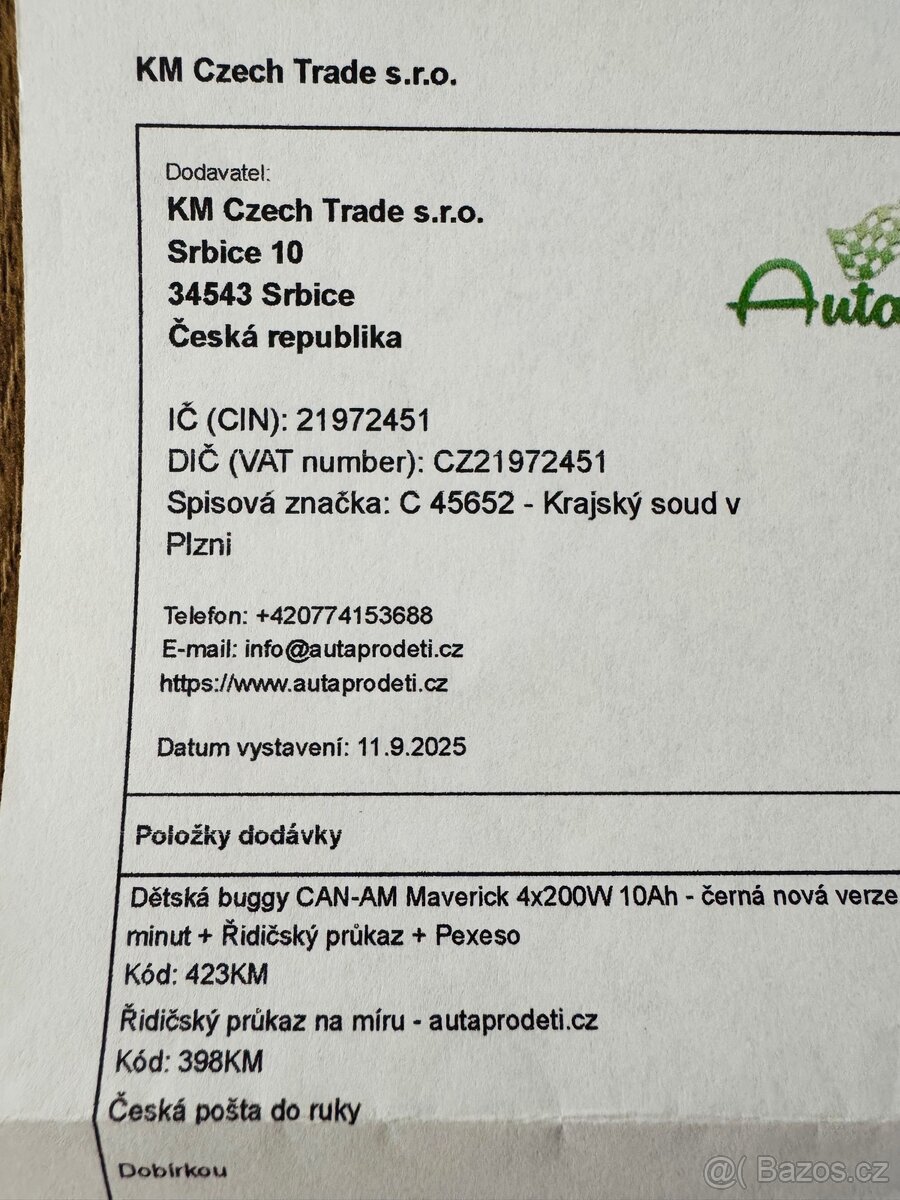 KM Czech Trade s.r.o.
Dodavatel:
KM Czech Trade s.r.o.
Srbice 10
34543 Srbice
Česká republika
Auta
IČ (CIN): 21972451
DIČ (VAT number): CZ21972451
Spisová značka: C 45652 - Krajský soud v
Plzni
Telefon: +420774153688
E-mail: info@autaprodeti.cz
https://www.autaprodeti.cz
Datum vystavení: 11.9.2025
Položky dodávky
Dětská buggy CAN-AM Maverick 4x200W 10Ah - černá nová verze
minut + Řidičský průkaz + Pexeso
Kód: 423KM
Řidičský průkaz na míru - autaprodeti.cz
Kód: 398KM
Česká pošta do ruky
Dobírkou
@( Bazos.cz